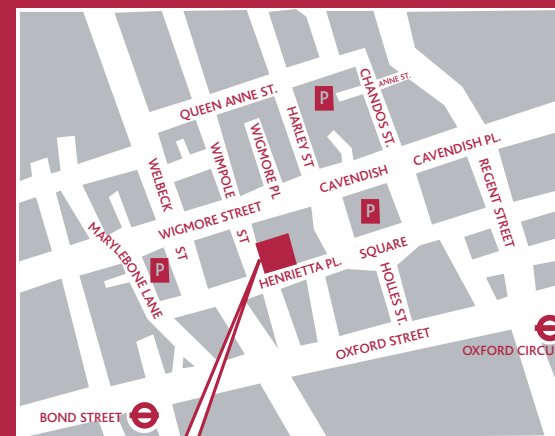 QUEEN ANNE ST.
ANNE ST.
CHANDOS ST.
P
HARLEY ST
WIGMORE PL
WIMPOLE
ST
WELBECK
ST
CAVENDISH
SQUARE
CAVENDISH PL.
REGENT STREET
P
WIGMORE STREET
MARYLEBONE LANE
P
HENRIETTA PL.
HOLLES ST.
OXFORD STREET
OXFORD CIRCU
BOND STREET